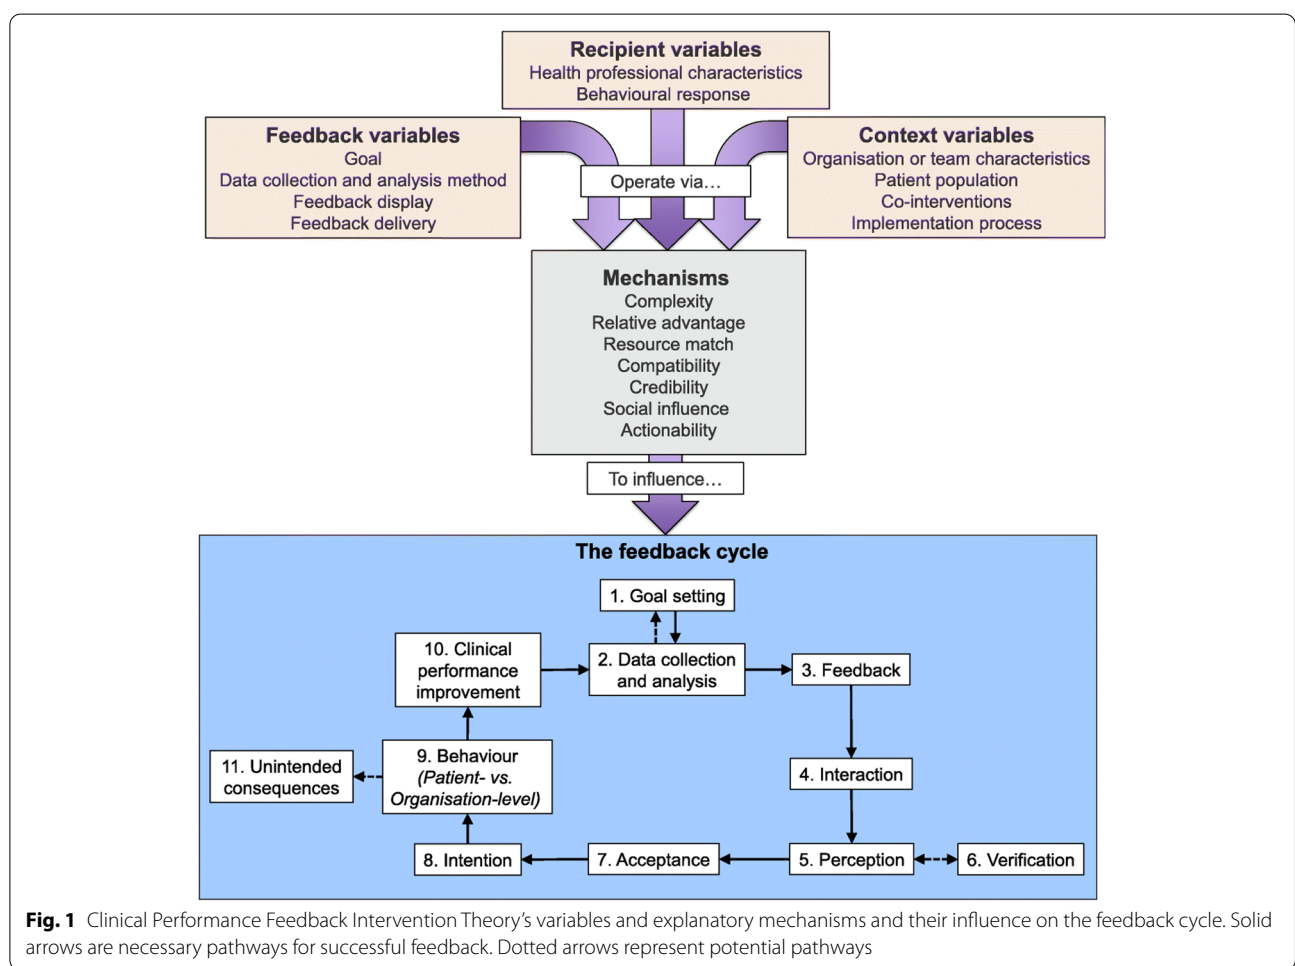 Recipient variables
Health professional characteristics
Behavioural response
Feedback variables
Goal
Data collection and analysis method
Feedback display
Feedback delivery
Context variables
Organisation or team characteristics
Patient population
Co-interventions
Implementation process
Operate via…
Mechanisms
Complexity
Relative advantage
Resource match
Compatibility
Credibility
Social influence
Actionability
To influence…
The feedback cycle
1. Goal setting
2. Data collection
and analysis
3. Feedback
4. Interaction
5. Perception
6. Verification
7. Acceptance
8. Intention
9. Behaviour
(Patient- vs.
Organisation-level)
10. Clinical
performance
improvement
11. Unintended
consequences
Fig. 1 Clinical Performance Feedback Intervention Theory’s variables and explanatory mechanisms and their influence on the feedback cycle. Solid
arrows are necessary pathways for successful feedback. Dotted arrows represent potential pathways